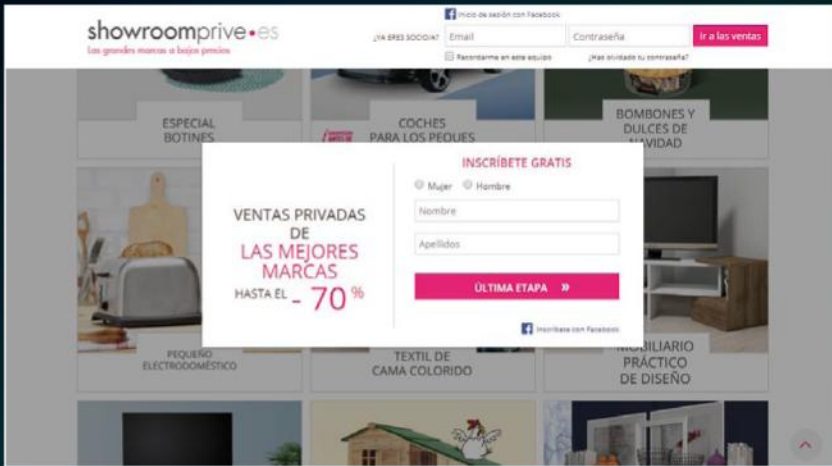 showroomprive•es
Las grandes marcas a bajos precios
Inicio de sesión con Facebook
¿YA ERES SOCIO/A?
Email
Contraseña
Ir a las ventas
Recordarme en este equipo
¿Has olvidado tu contraseña?
ESPECIAL
BOTINES
COCHES
PARA LOS PEQUES
BOMBONES Y
DULCES DE
NAVIDAD
VENTAS PRIVADAS
DE
LAS MEJORES
MARCAS
HASTA EL - 70 %
INSCRÍBETE GRATIS
Mujer Hombre
Nombre
Apellidos
ÚLTIMA ETAPA »
Inscríbete con Facebook
PEQUEÑO
ELECTRODOMÉSTICO
TEXTIL DE
CAMA COLORIDO
MOBILIARIO
PRÁCTICO
DE DISEÑO